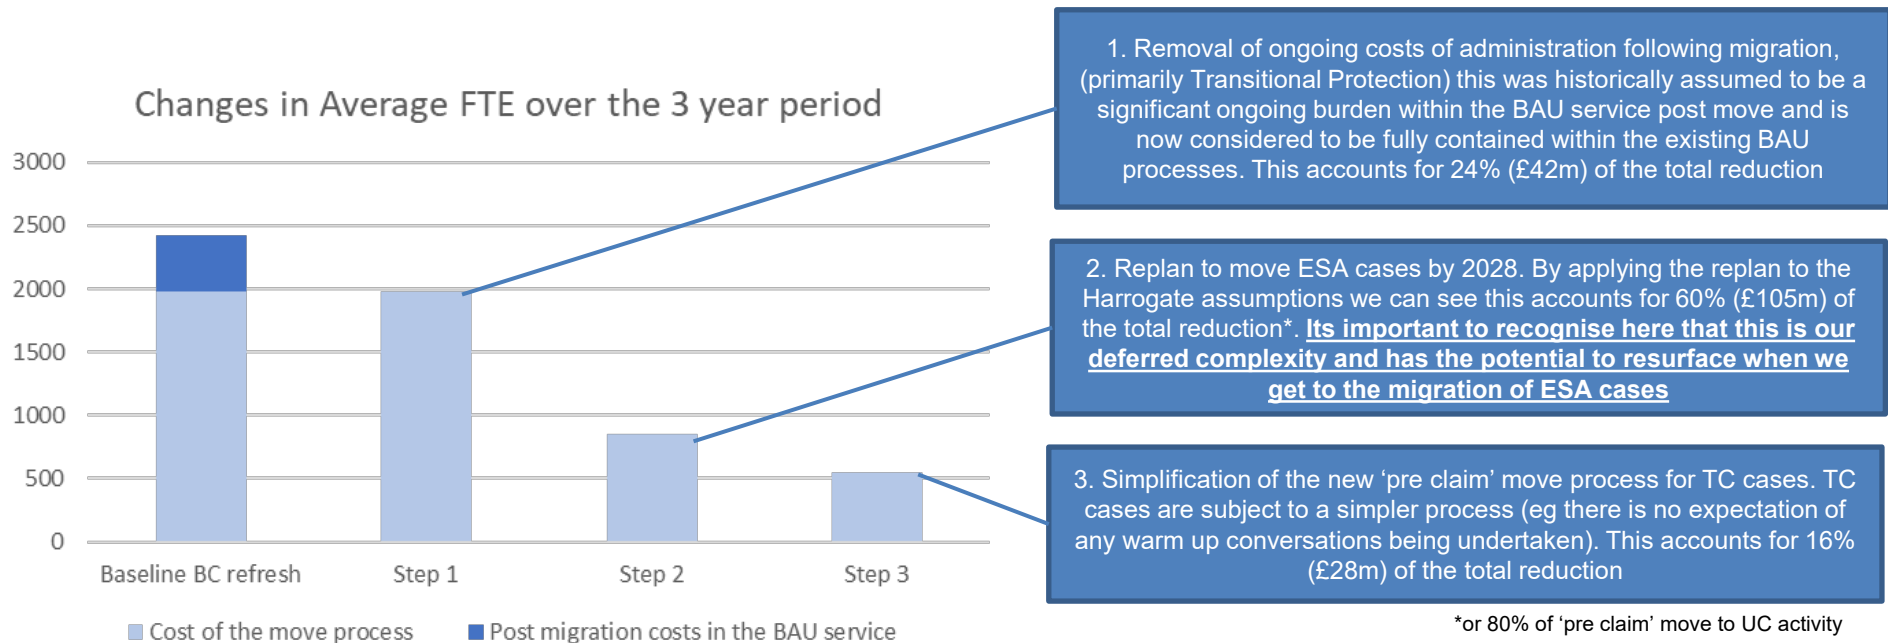 Changes in Average FTE over the 3 year period
3000
2500
2000
1500
1000
500
0
Baseline BC refresh
Step 1
Step 2
Step 3
Cost of the move process
Post migration costs in the BAU service
1. Removal of ongoing costs of administration following migration,
(primarily Transitional Protection) this was historically assumed to be a
significant ongoing burden within the BAU service post move and is
now considered to be fully contained within the existing BAU
processes. This accounts for 24% (£42m) of the total reduction
2. Replan to move ESA cases by 2028. By applying the replan to the
Harrogate assumptions we can see this accounts for 60% (£105m) of
the total reduction*. Its important to recognise here that this is our
deferred complexity and has the potential to resurface when we
get to the migration of ESA cases
3. Simplification of the new ‘pre claim’ move process for TC cases. TC
cases are subject to a simpler process (eg there is no expectation of
any warm up conversations being undertaken). This accounts for 16%
(£28m) of the total reduction
*or 80% of ‘pre claim’ move to UC activity